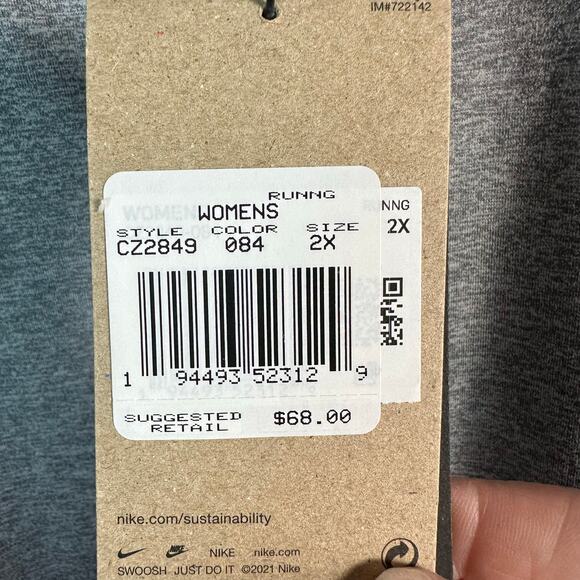 IM#722142
RUNNG
WOMENS
STYLE COLOR SIZE
CZ2849 084 2X
RUNNG
2X
1 94493 52312 9
SUGGESTED RETAIL $68.00
nike.com/sustainability
NIKE nike.com
SWOOSH JUST DO IT ©2021 Nike